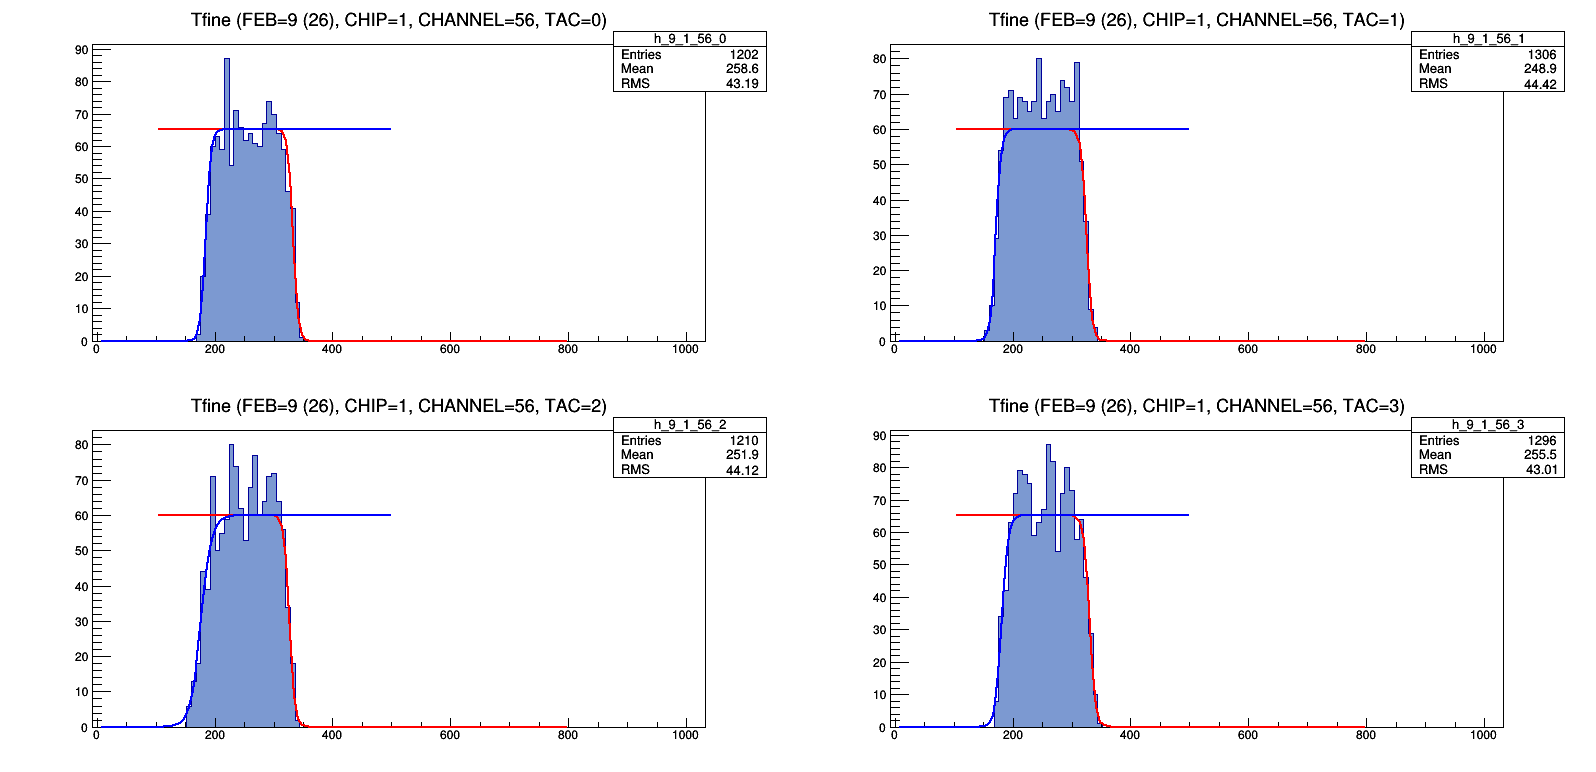 Tfine (FEB=9 (26), CHIP=1, CHANNEL=56, TAC=0)
h_9_1_56_0
Entries 1202
Mean 258.6
RMS 43.19
90
80
70
60
50
40
30
20
10
0
0 200 400 600 800 1000
Tfine (FEB=9 (26), CHIP=1, CHANNEL=56, TAC=1)
h_9_1_56_1
Entries 1306
Mean 248.9
RMS 44.42
80
70
60
50
40
30
20
10
0
0 200 400 600 800 1000
Tfine (FEB=9 (26), CHIP=1, CHANNEL=56, TAC=2)
h_9_1_56_2
Entries 1210
Mean 251.9
RMS 44.12
80
70
60
50
40
30
20
10
0
0 200 400 600 800 1000
Tfine (FEB=9 (26), CHIP=1, CHANNEL=56, TAC=3)
h_9_1_56_3
Entries 1296
Mean 255.5
RMS 43.01
90
80
70
60
50
40
30
20
10
0
0 200 400 600 800 1000